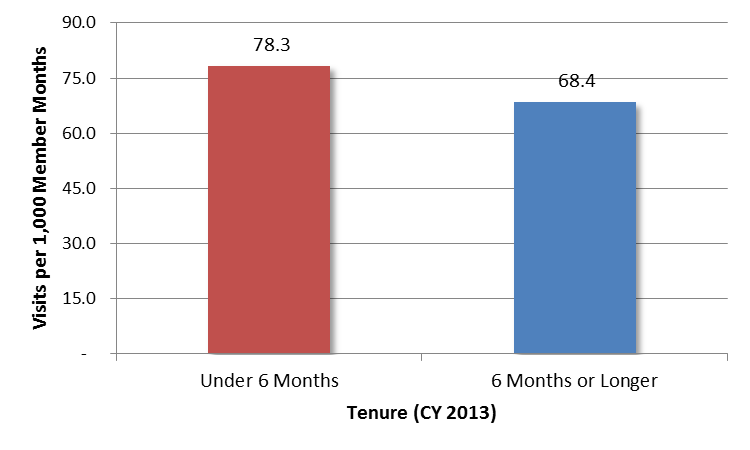 Visits per 1,000 Member Months
90.0
75.0
60.0
45.0
30.0
15.0
-
78.3
68.4
Under 6 Months
6 Months or Longer
Tenure (CY 2013)